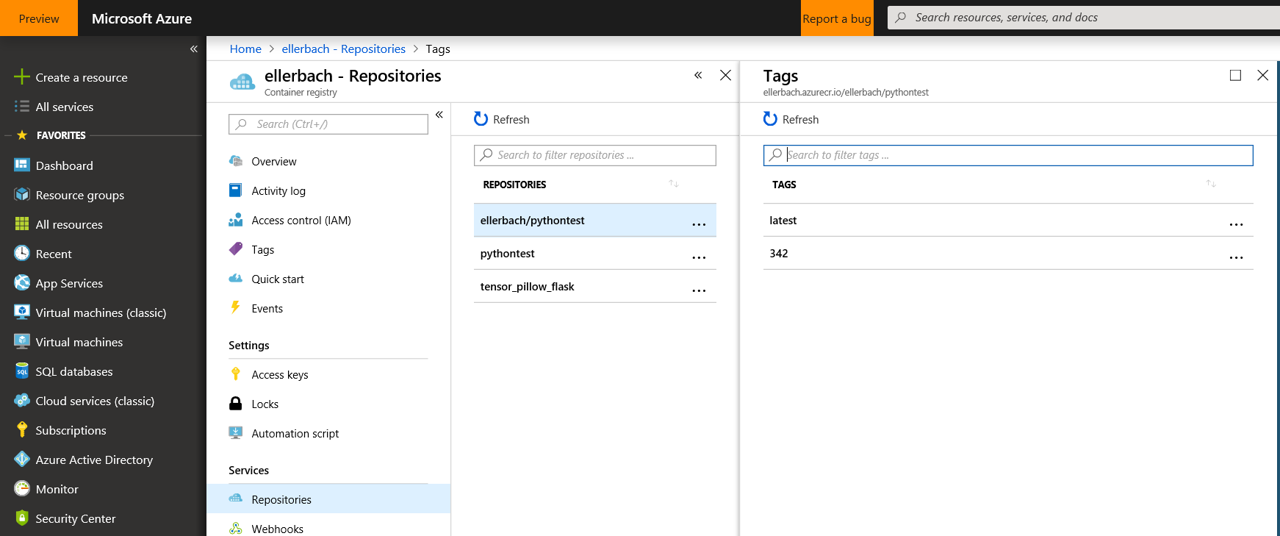 Preview
Microsoft Azure
Report a bug
Search resources, services, and docs
Create a resource
All services
FAVORITES
Dashboard
Resource groups
All resources
Recent
App Services
Virtual machines (classic)
Virtual machines
SQL databases
Cloud services (classic)
Subscriptions
Azure Active Directory
Monitor
Security Center
Home > ellerbach - Repositories > Tags
ellerbach - Repositories
Container registry
Search (Ctrl+/)
Overview
Activity log
Access control (IAM)
Tags
Quick start
Events
Settings
Access keys
Locks
Automation script
Services
Repositories
Webhooks
Refresh
Search to filter repositories ...
REPOSITORIES
ellerbach/pythontest
pythontest
tensor_pillow_flask
Tags
ellerbach.azurecr.io/ellerbach/pythontest
Refresh
Search to filter tags ...
TAGS
latest
342